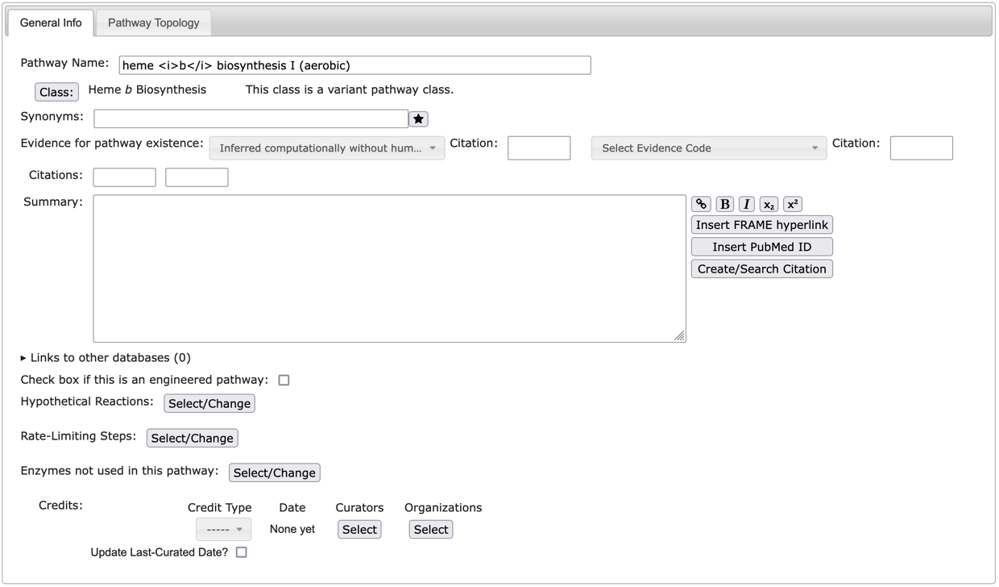 General Info Pathway Topology
Pathway Name: heme <i>b</i> biosynthesis I (aerobic)
Class: Heme b Biosynthesis This class is a variant pathway class.
Synonyms:
Evidence for pathway existence: Inferred computationally without hum... Citation: Select Evidence Code Citation:
Citations:
Summary: B I x₂ x²
Insert FRAME hyperlink
Insert PubMed ID
Create/Search Citation
Links to other databases (0)
Check box if this is an engineered pathway:
Hypothetical Reactions: Select/Change
Rate-Limiting Steps: Select/Change
Enzymes not used in this pathway: Select/Change
Credits: Credit Type Date Curators Organizations
----- None yet Select Select
Update Last-Curated Date?